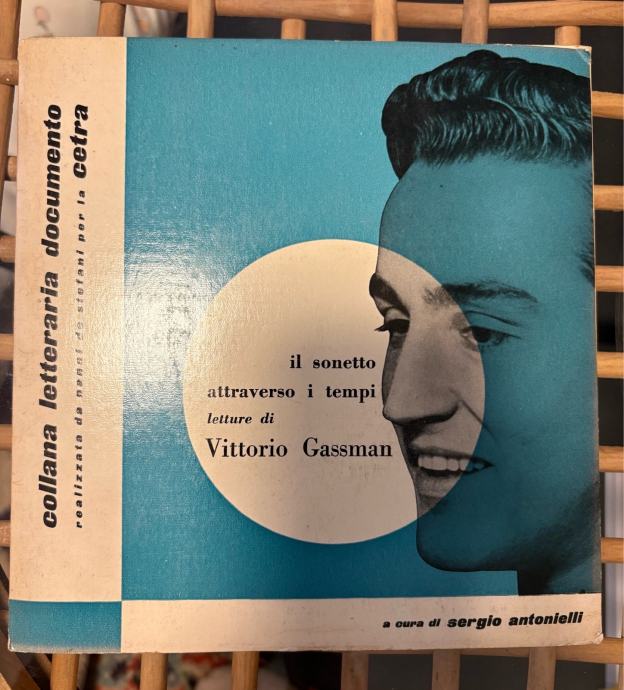 collana letteraria documento
realizzata da nanni de stefani per la cetra
il sonetto
attraverso i tempi
letture di
Vittorio Gassman
a cura di sergio antonielli